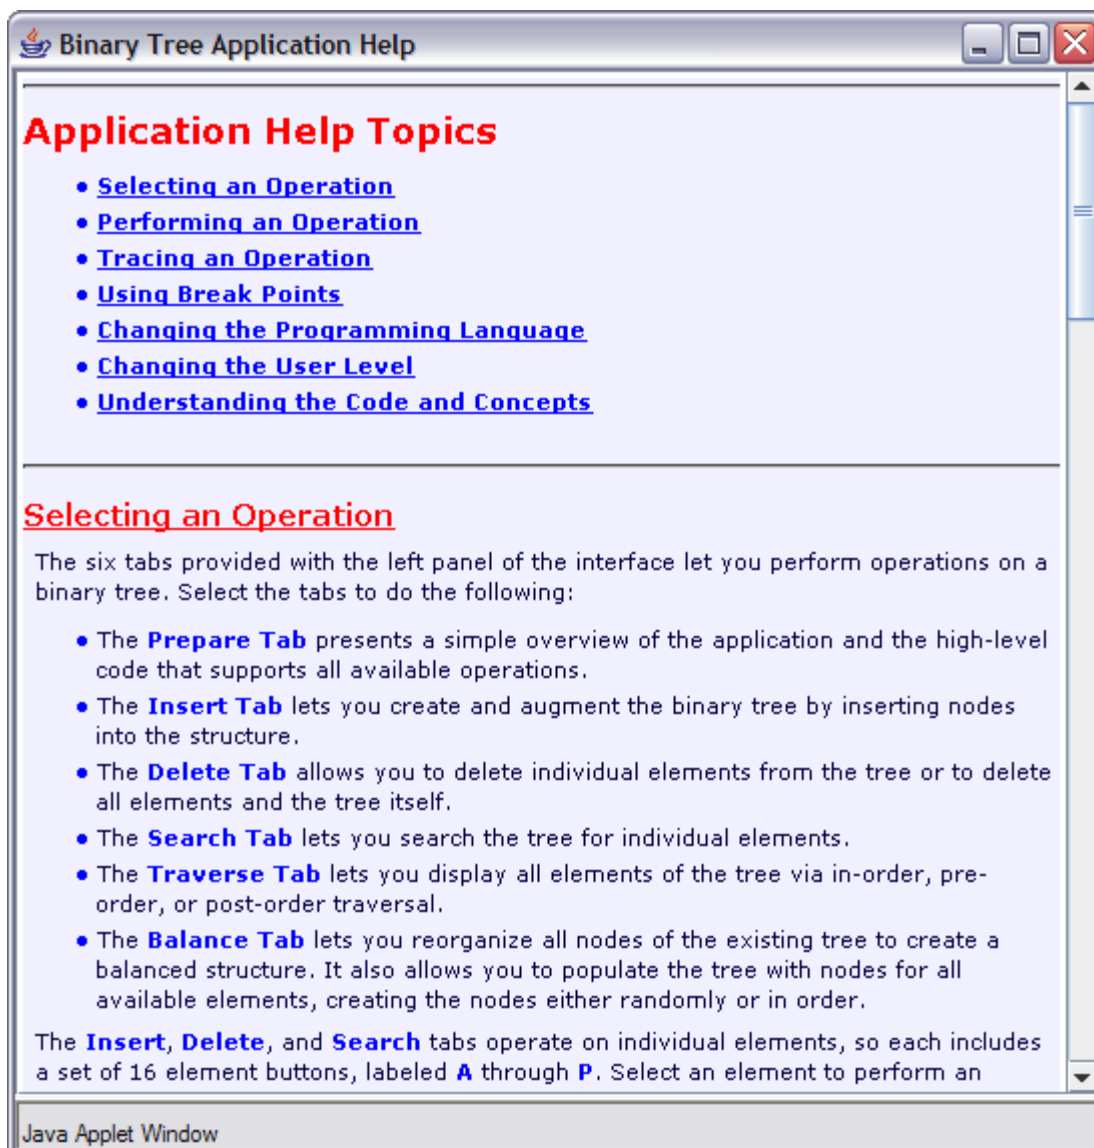 Binary Tree Application Help
Application Help Topics
• Selecting an Operation
• Performing an Operation
• Tracing an Operation
• Using Break Points
• Changing the Programming Language
• Changing the User Level
• Understanding the Code and Concepts
Selecting an Operation
The six tabs provided with the left panel of the interface let you perform operations on a
binary tree. Select the tabs to do the following:
• The Prepare Tab presents a simple overview of the application and the high-level
code that supports all available operations.
• The Insert Tab lets you create and augment the binary tree by inserting nodes
into the structure.
• The Delete Tab allows you to delete individual elements from the tree or to delete
all elements and the tree itself.
• The Search Tab lets you search the tree for individual elements.
• The Traverse Tab lets you display all elements of the tree via in-order, pre-
order, or post-order traversal.
• The Balance Tab lets you reorganize all nodes of the existing tree to create a
balanced structure. It also allows you to populate the tree with nodes for all
available elements, creating the nodes either randomly or in order.
The Insert, Delete, and Search tabs operate on individual elements, so each includes
a set of 16 element buttons, labeled A through P. Select an element to perform an
Java Applet Window